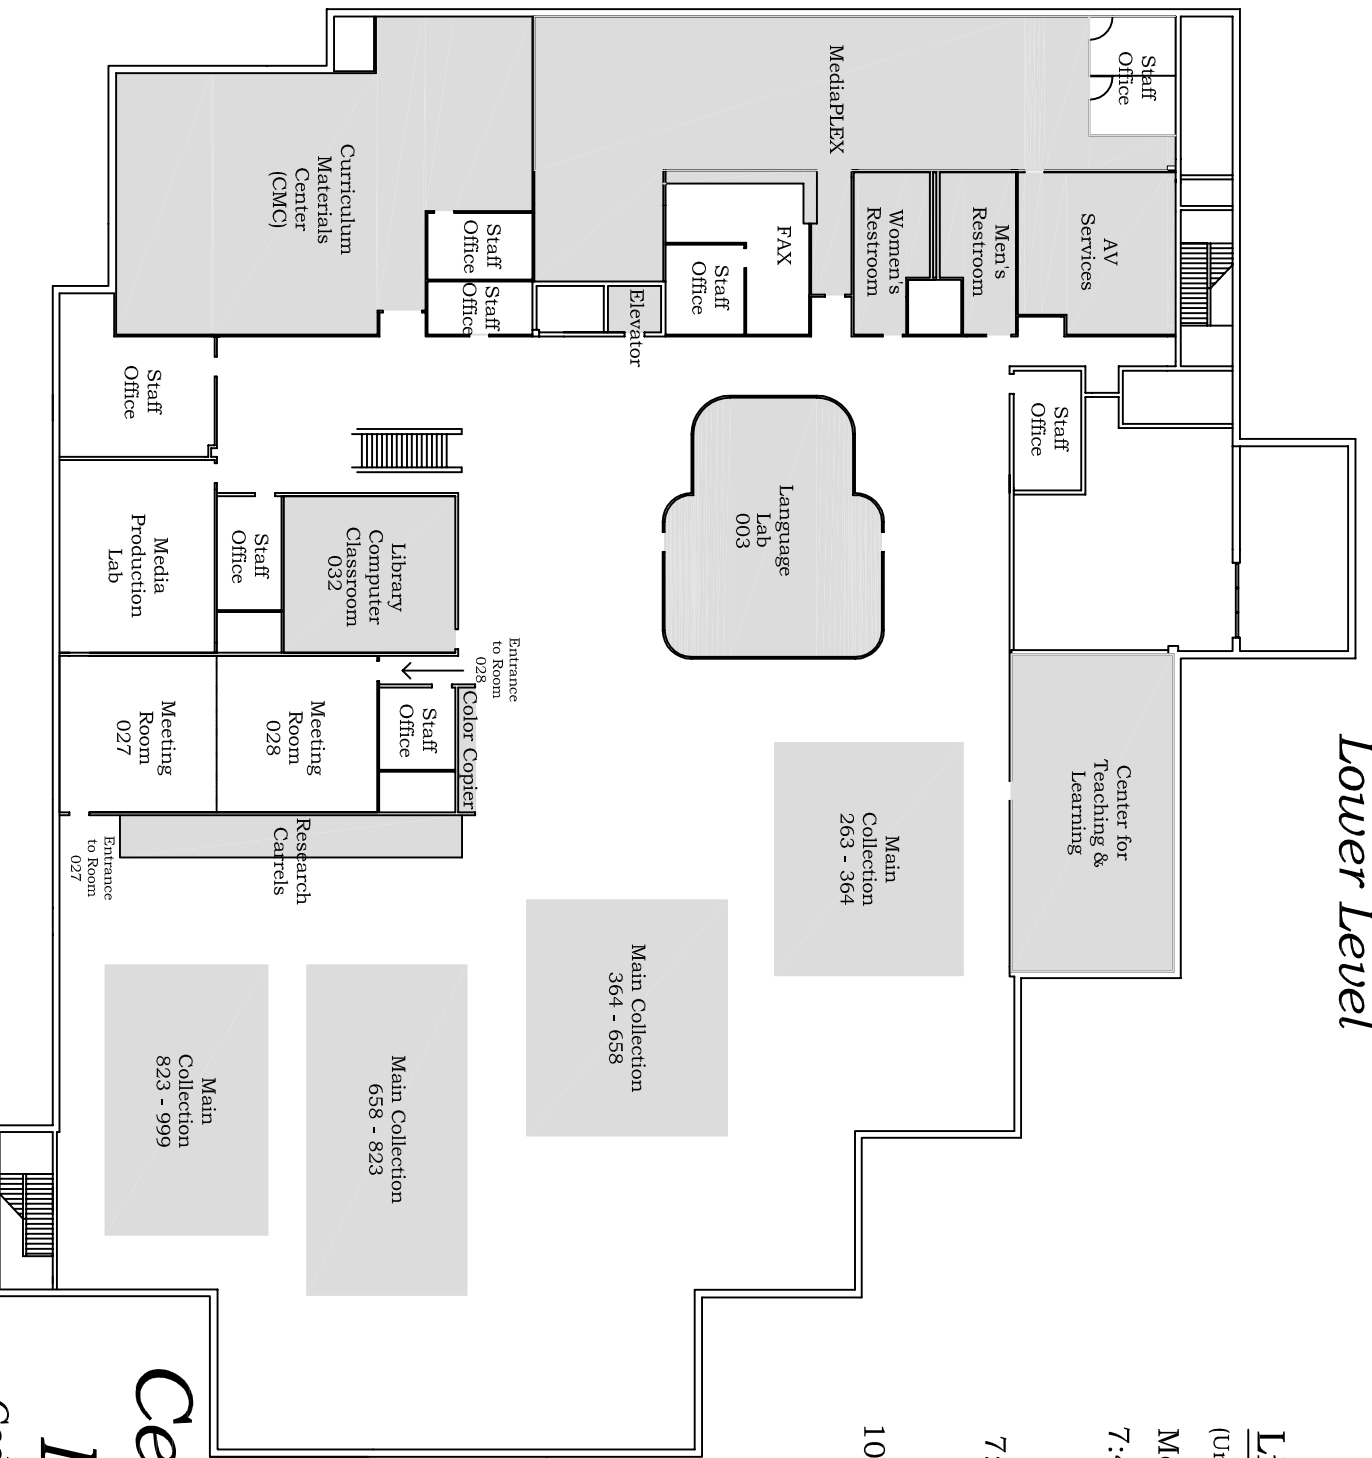 Lower Level
Staff
Office
MediaPLEX
AV
Services
Men's
Restroom
Women's
Restroom
FAX
Staff
Office
Elevator
Staff
Office
Staff
Office
Curriculum
Materials
Center
(CMC)
Staff
Office
Staff
Office
Language
Lab
003
Library
Computer
Classroom
032
Staff
Office
Media
Production
Lab
Entrance
to Room
028
Color Copier
Staff
Office
Meeting
Room
028
Meeting
Room
027
Research
Carrels
Entrance
to Room
027
Center for
Teaching &
Learning
Main
Collection
263 - 364
Main Collection
364 - 658
Main Collection
658 - 823
Main
Collection
823 - 999
7:
10
Ce